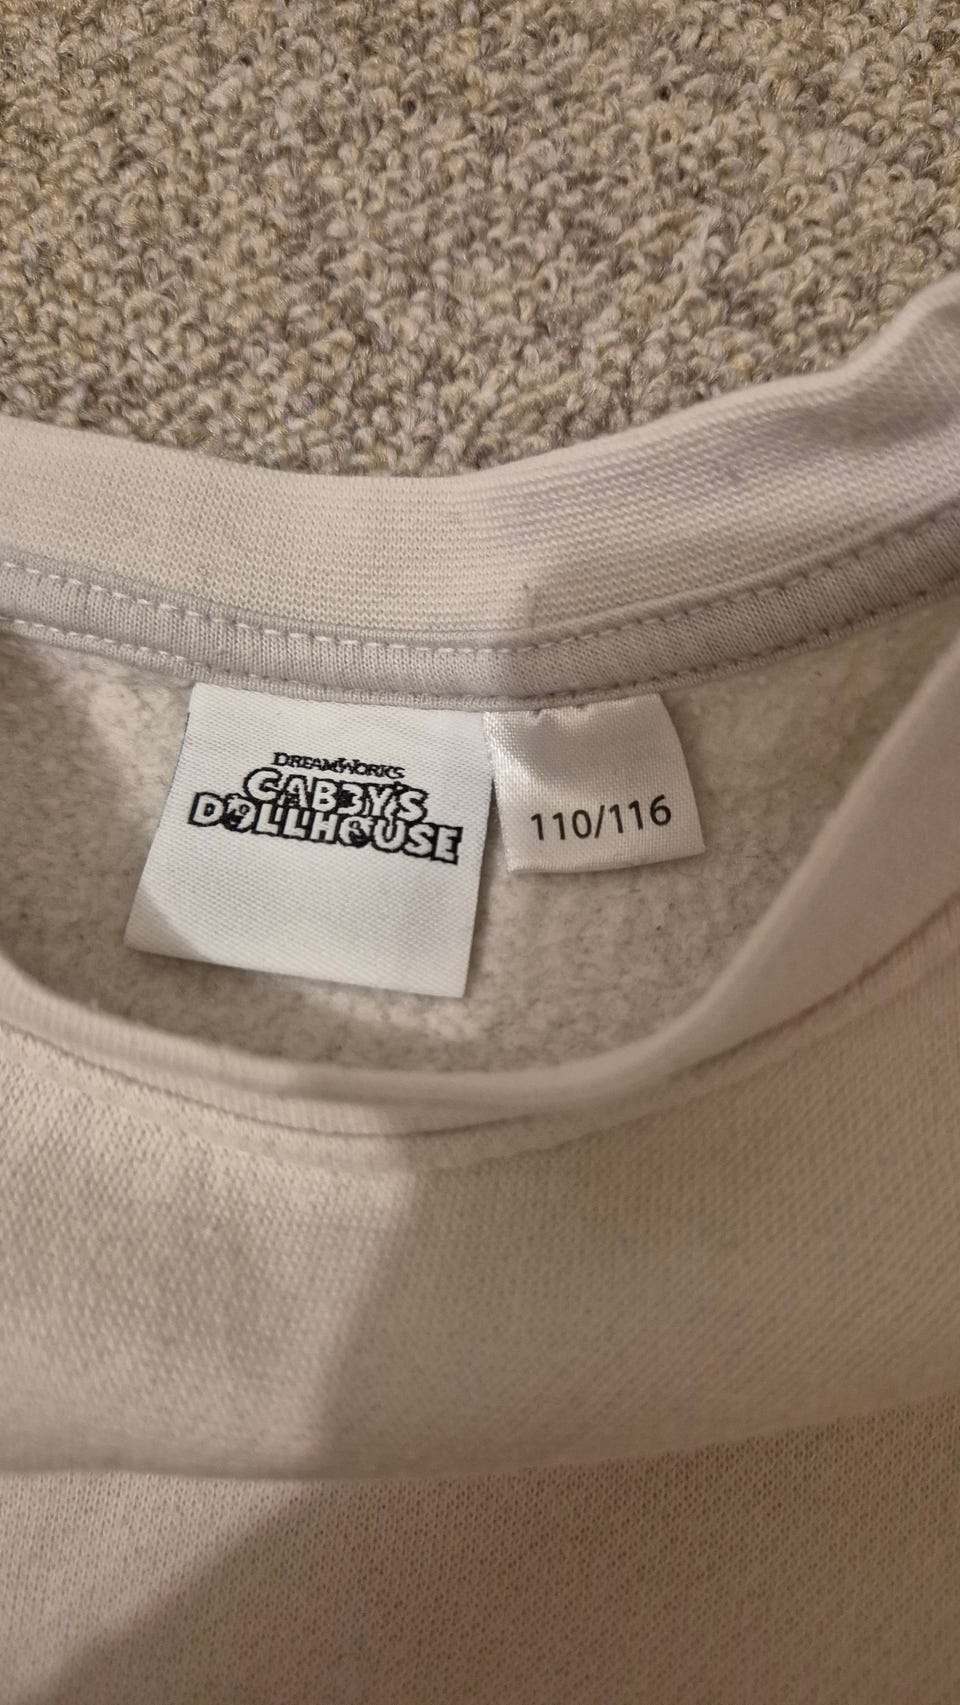 DREAMWORKS
GABBY'S
DOLLHOUSE
110/116